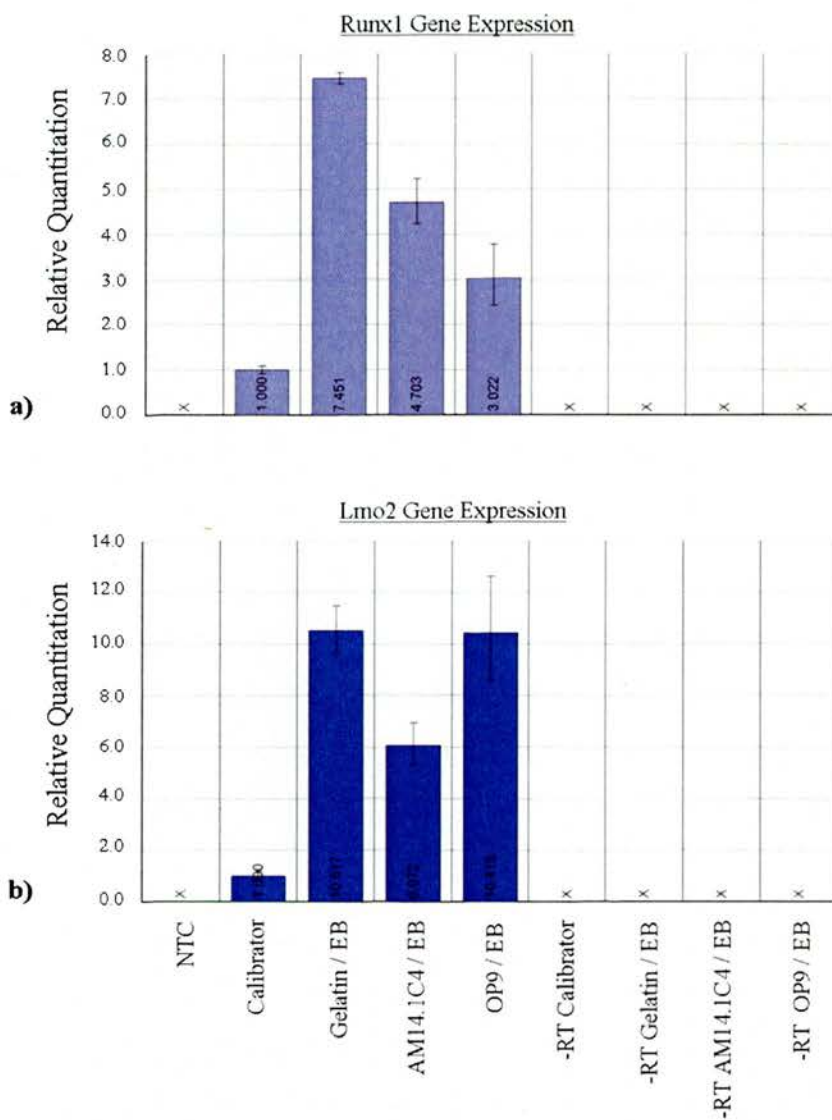 Runx1 Gene Expression
Relative Quantitation
8.0
7.0
6.0
5.0
4.0
3.0
2.0
1.0
0.0
X
1.000
7.451
4.703
3.022
X
X
X
X
a)
Lmo2 Gene Expression
Relative Quantitation
14.0
12.0
10.0
8.0
6.0
4.0
2.0
0.0
X
X
X
X
X
b)
NTC
Calibrator
Gelatin / EB
AM14.1C4 / EB
OP9 / EB
-RT Calibrator
-RT Gelatin / EB
-RT AM14.1C4 / EB
-RT OP9 / EB